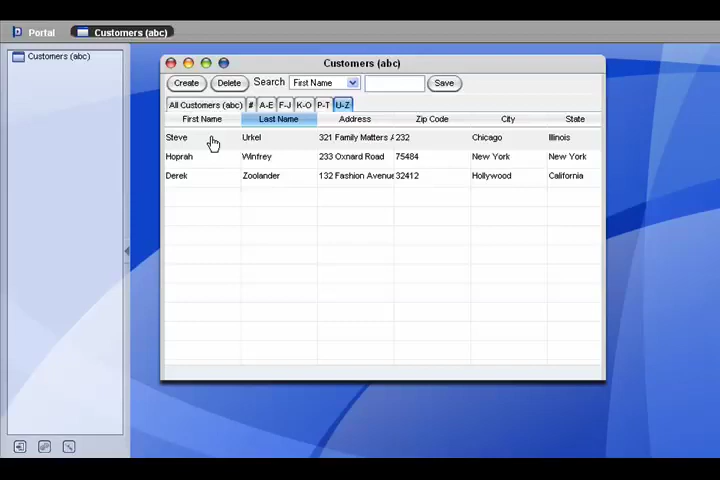 Portal Customers (abc)
Customers (abc)
Customers (abc)
Create Delete Search First Name Save
All Customers (abc) # A-E F-J K-O P-T U-Z
First Name Last Name Address Zip Code City State
Steve Urkel 321 Family Matters A 232 Chicago Illinois
Hoprah Winfrey 233 Oxnard Road 75484 New York New York
Derek Zoolander 132 Fashion Avenue 32412 Hollywood California